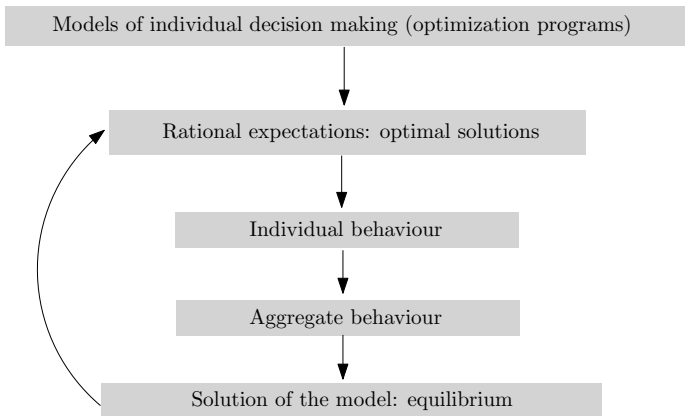 Models of individual decision making (optimization programs)
Rational expectations: optimal solutions
Individual behaviour
Aggregate behaviour
Solution of the model: equilibrium